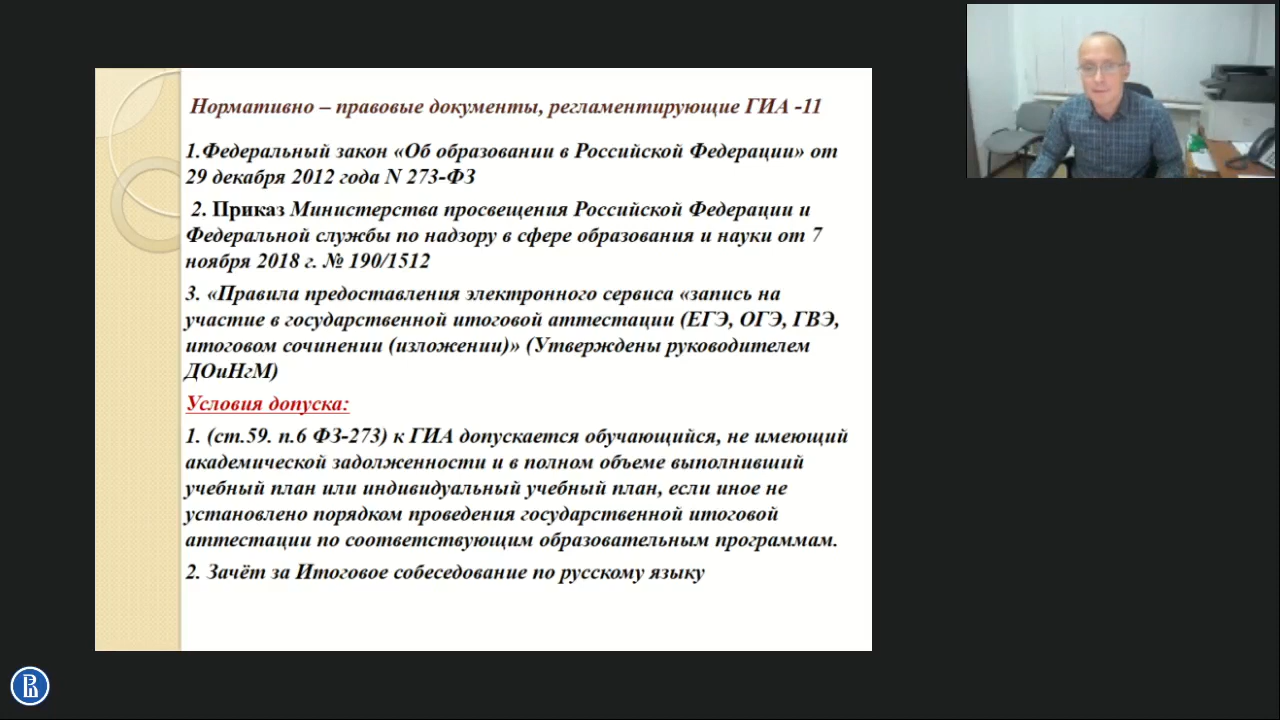 Нормативно – правовые документы, регламентирующие ГИА -11
1.Федеральный закон «Об образовании в Российской Федерации» от
29 декабря 2012 года N 273-ФЗ
2. Приказ Министерства просвещения Российской Федерации и
Федеральной службы по надзору в сфере образования и науки от 7
ноября 2018 г. № 190/1512
3. «Правила предоставления электронного сервиса «запись на
участие в государственной итоговой аттестации (ЕГЭ, ОГЭ, ГВЭ,
итоговом сочинении (изложении)» (Утверждены руководителем
ДОиНгМ)
Условия допуска:
1. (ст.59. п.6 ФЗ-273) к ГИА допускается обучающийся, не имеющий
академической задолженности и в полном объеме выполнивший
учебный план или индивидуальный учебный план, если иное не
установлено порядком проведения государственной итоговой
аттестации по соответствующим образовательным программам.
2. Зачёт за Итоговое собеседование по русскому языку